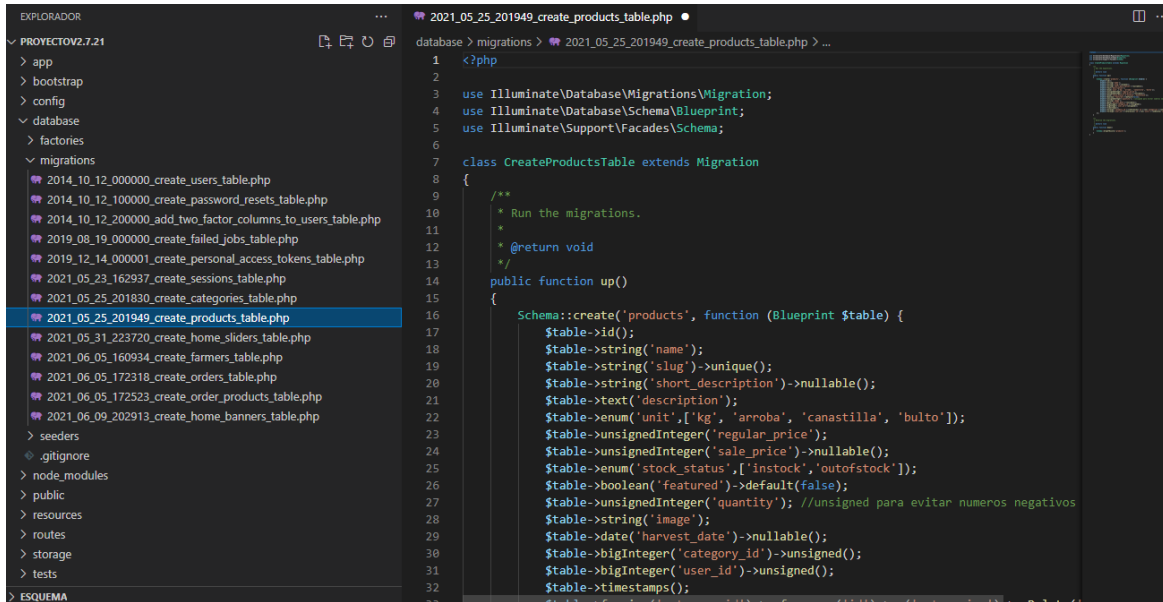 EXPLORADOR
PROYECTOV2.7.21
app
bootstrap
config
database
factories
migrations
2014_10_12_000000_create_users_table.php
2014_10_12_100000_create_password_resets_table.php
2014_10_12_200000_add_two_factor_columns_to_users_table.php
2019_08_19_000000_create_failed_jobs_table.php
2019_12_14_000001_create_personal_access_tokens_table.php
2021_05_23_162937_create_sessions_table.php
2021_05_25_201830_create_categories_table.php
2021_05_25_201949_create_products_table.php
2021_05_31_223720_create_home_sliders_table.php
2021_06_05_160934_create_farmers_table.php
2021_06_05_172318_create_orders_table.php
2021_06_05_172523_create_order_products_table.php
2021_06_09_202913_create_home_banners_table.php
seeders
.gitignore
node_modules
public
resources
routes
storage
tests
ESQUEMA
2021_05_25_201949_create_products_table.php
database > migrations > 2021_05_25_201949_create_products_table.php > ...
1 <?php
2
3 use Illuminate\Database\Migrations\Migration;
4 use Illuminate\Database\Schema\Blueprint;
5 use Illuminate\Support\Facades\Schema;
6
7 class CreateProductsTable extends Migration
8 {
9 /**
10 * Run the migrations.
11 *
12 * @return void
13 */
14 public function up()
15 {
16 Schema::create('products', function (Blueprint $table) {
17 $table->id();
18 $table->string('name');
19 $table->string('slug')->unique();
20 $table->string('short_description')->nullable();
21 $table->text('description');
22 $table->enum('unit',['kg', 'arroba', 'canastilla', 'bulto']);
23 $table->unsignedInteger('regular_price');
24 $table->unsignedInteger('sale_price')->nullable();
25 $table->enum('stock_status',['instock','outofstock']);
26 $table->boolean('featured')->default(false);
27 $table->unsignedInteger('quantity'); //unsigned para evitar numeros negativos
28 $table->string('image');
29 $table->date('harvest_date')->nullable();
30 $table->bigInteger('category_id')->unsigned();
31 $table->bigInteger('user_id')->unsigned();
32 $table->timestamps();